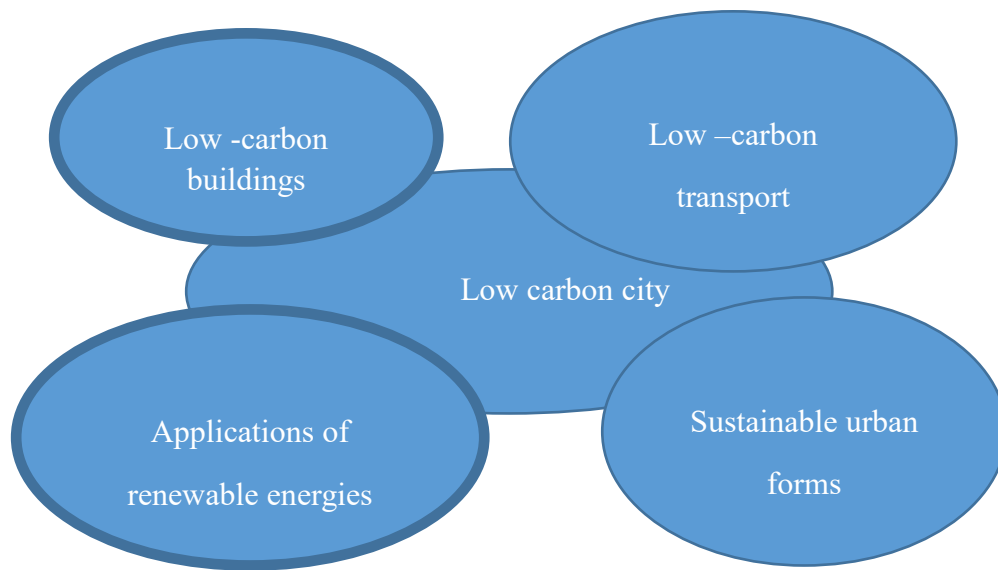 Low -carbon
buildings
Low –carbon
transport
Low carbon city
Applications of
renewable energies
Sustainable urban
forms